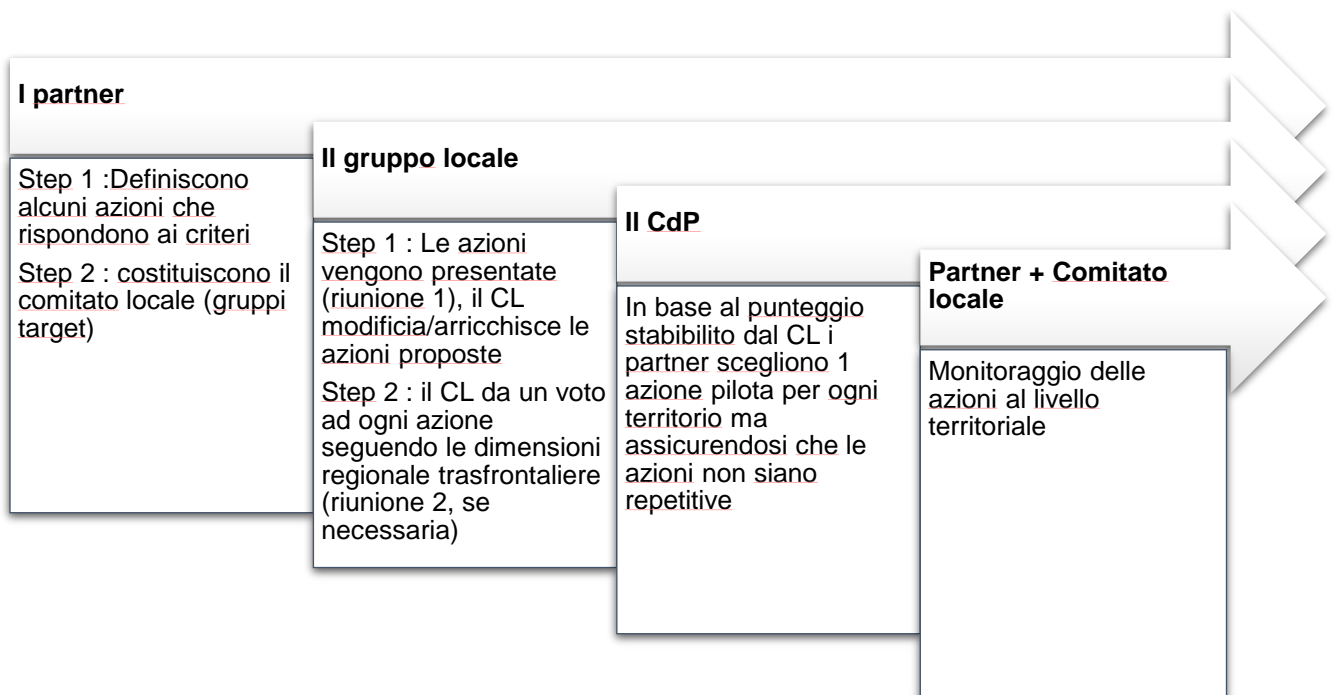 I partner
Step 1 :Definiscono
alcuni azioni che
rispondono ai criteri
Step 2 : costituiscono il
comitato locale (gruppi
target)
Il gruppo locale
Step 1 : Le azioni
vengono presentate
(riunione 1), il CL
modificia/arricchisce le
azioni proposte
Step 2 : il CL da un voto
ad ogni azione
seguendo le dimensioni
regionale trasfrontaliere
(riunione 2, se
necessaria)
Il CdP
In base al punteggio
stabibilito dal CL i
partner scegliono 1
azione pilota per ogni
territorio ma
assicurendosi che le
azioni non siano
repetitive
Partner + Comitato
locale
Monitoraggio delle
azioni al livello
territoriale